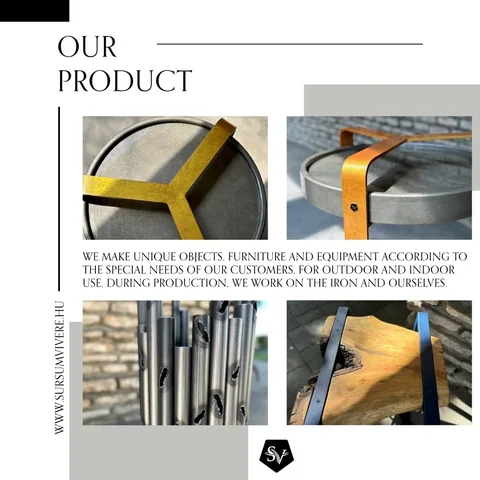 OUR
PRODUCT
WE MAKE UNIQUE OBJECTS, FURNITURE AND EQUIPMENT ACCORDING TO
THE SPECIAL NEEDS OF OUR CUSTOMERS, FOR OUTDOOR AND INDOOR
USE. DURING PRODUCTION, WE WORK ON THE IRON AND OURSELVES.
WWW.SURSUMVIVERE.HU
SV